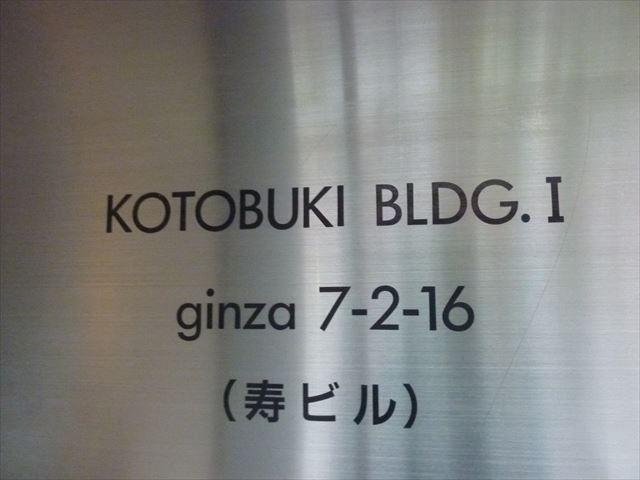 KOTOBUKI BLDG. I
ginza 7-2-16
(寿ビル)